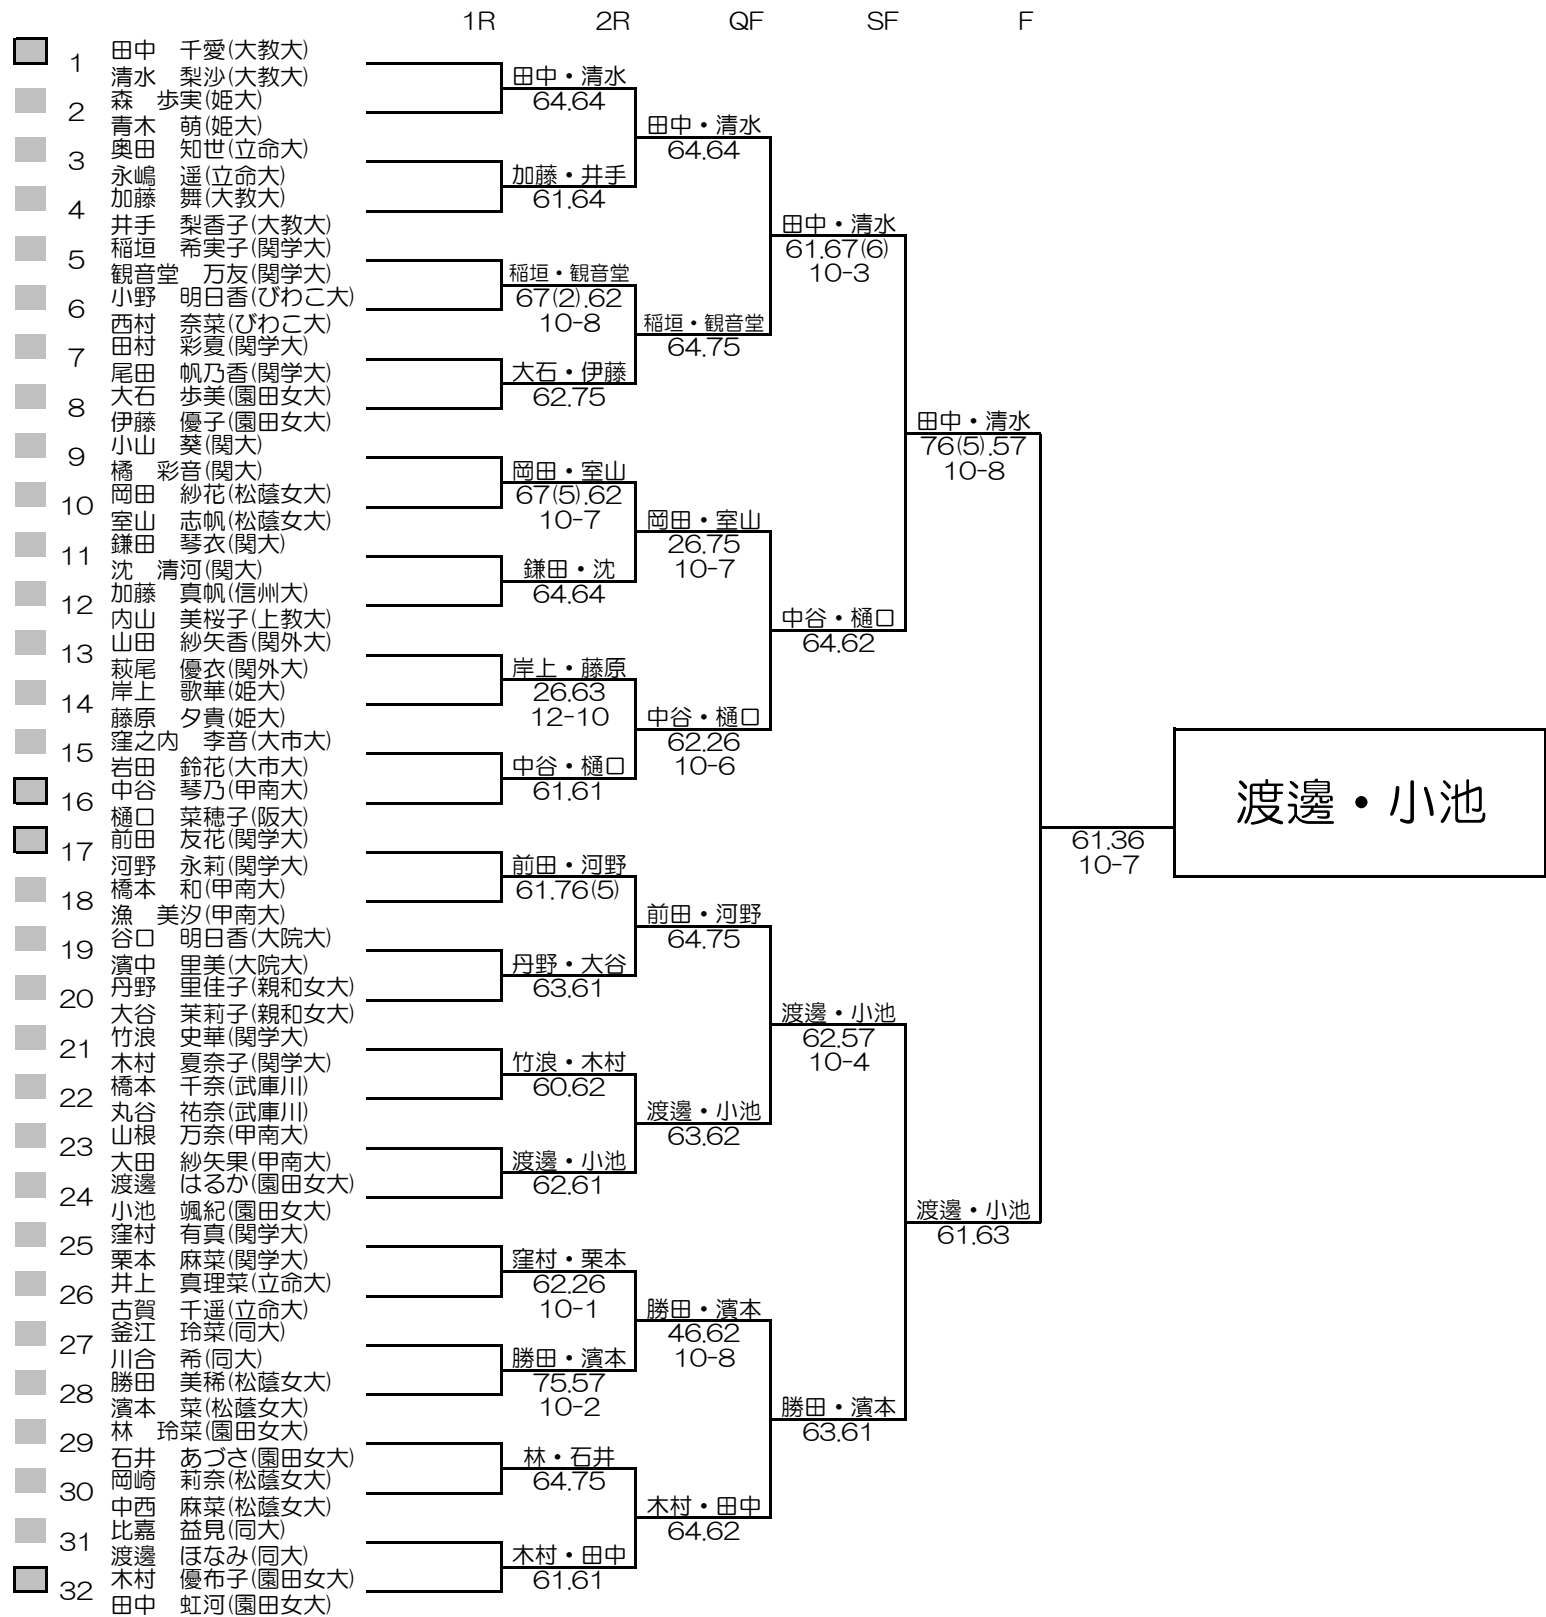 1R 2R QF SF F
1
田中 千愛(大教大)
清水 梨沙(大教大)
2
森 歩実(姫大)
青木 萌(姫大)
3
奥田 知世(立命大)
永嶋 遥(立命大)
4
加藤 舞(大教大)
井手 梨香子(大教大)
5
稲垣 希実子(関学大)
観音堂 万友(関学大)
6
小野 明日香(びわこ大)
西村 奈菜(びわこ大)
7
田村 彩夏(関学大)
尾田 帆乃香(関学大)
8
大石 歩美(園田女大)
伊藤 優子(園田女大)
9
小山 葵(関大)
橘 彩音(関大)
10
岡田 紗花(松蔭女大)
室山 志帆(松蔭女大)
11
鎌田 琴衣(関大)
沈 清河(関大)
12
加藤 真帆(信州大)
内山 美桜子(上教大)
13
山田 紗矢香(関外大)
萩尾 優衣(関外大)
14
岸上 歌華(姫大)
藤原 夕貴(姫大)
15
窪之内 李音(大市大)
岩田 鈴花(大市大)
16
中谷 琴乃(甲南大)
樋口 菜穂子(阪大)
17
前田 友花(関学大)
河野 永莉(関学大)
18
橋本 和(甲南大)
漁 美汐(甲南大)
19
谷口 明日香(大院大)
濱中 里美(大院大)
20
丹野 里佳子(親和女大)
大谷 茉莉子(親和女大)
21
竹浪 史華(関学大)
木村 夏奈子(関学大)
22
橋本 千奈(武庫川)
丸谷 祐奈(武庫川)
23
山根 万奈(甲南大)
大田 紗矢果(甲南大)
24
渡邊 はるか(園田女大)
小池 颯紀(園田女大)
25
窪村 有真(関学大)
栗本 麻菜(関学大)
26
井上 真理菜(立命大)
古賀 千遥(立命大)
27
釜江 玲菜(同大)
川合 希(同大)
28
勝田 美稀(松蔭女大)
濱本 菜(松蔭女大)
29
林 玲菜(園田女大)
石井 あづさ(園田女大)
30
岡崎 莉奈(松蔭女大)
中西 麻菜(松蔭女大)
31
比嘉 益見(同大)
渡邊 ほなみ(同大)
32
木村 優布子(園田女大)
田中 虹河(園田女大)
田中・清水
64.64
加藤・井手
61.64
稲垣・観音堂
67(2).62
10-8
大石・伊藤
62.75
岡田・室山
67(5).62
10-7
鎌田・沈
64.64
岸上・藤原
26.63
12-10
中谷・樋口
61.61
前田・河野
61.76(5)
丹野・大谷
63.61
竹浪・木村
60.62
渡邊・小池
62.61
窪村・栗本
62.26
10-1
勝田・濱本
75.57
10-2
林・石井
64.75
木村・田中
61.61
田中・清水
64.64
稲垣・観音堂
64.75
岡田・室山
26.75
10-7
中谷・樋口
62.26
10-6
前田・河野
64.75
渡邊・小池
63.62
勝田・濱本
46.62
10-8
木村・田中
64.62
田中・清水
61.67(6)
10-3
中谷・樋口
64.62
渡邊・小池
62.57
10-4
勝田・濱本
63.61
田中・清水
76(5).57
10-8
渡邊・小池
61.63
61.36
10-7
渡邊・小池